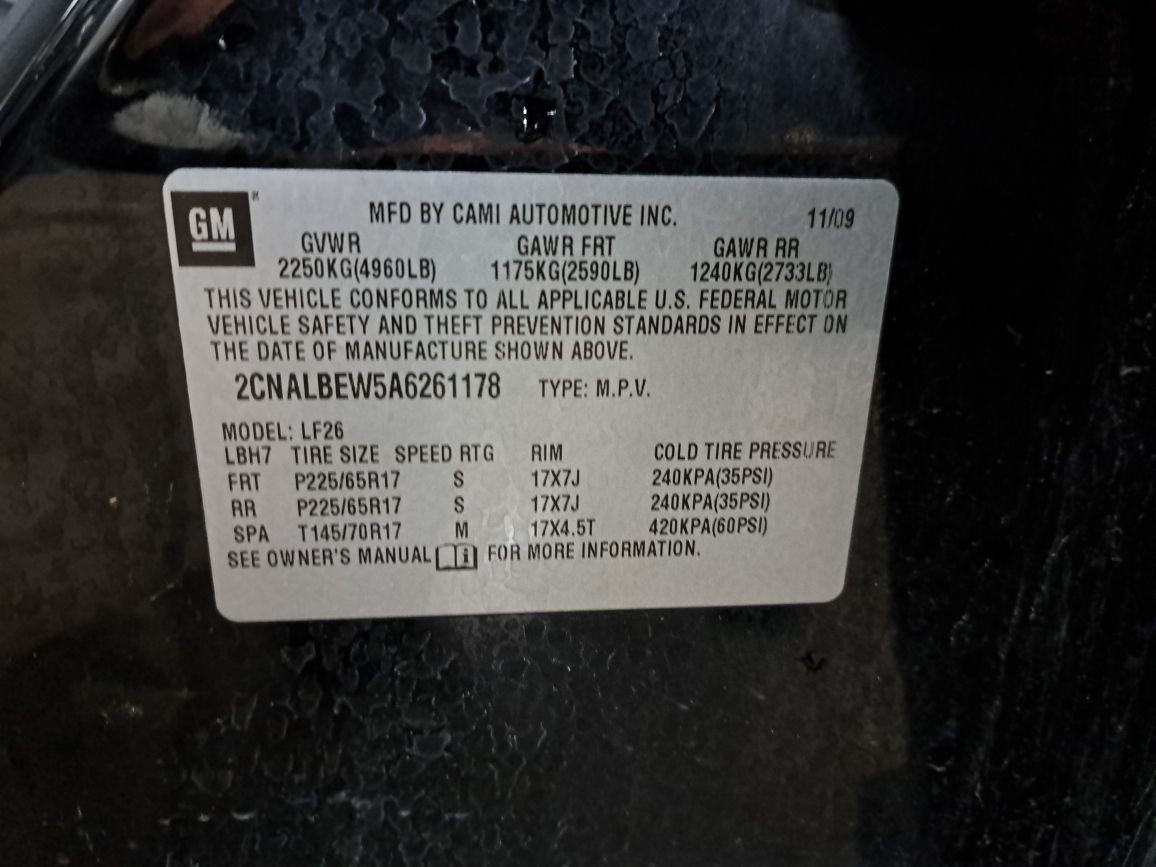 GM ®
MFD BY CAMI AUTOMOTIVE INC. 11/09
GVWR GAWR FRT GAWR RR
2250KG(4960LB) 1175KG(2590LB) 1240KG(2733LB)
THIS VEHICLE CONFORMS TO ALL APPLICABLE U.S. FEDERAL MOTOR
VEHICLE SAFETY AND THEFT PREVENTION STANDARDS IN EFFECT ON
THE DATE OF MANUFACTURE SHOWN ABOVE.
2CNALBEW5A6261178 TYPE: M.P.V.
MODEL: LF26
LBH7 TIRE SIZE SPEED RTG RIM COLD TIRE PRESSURE
FRT P225/65R17 S 17X7J 240KPA(35PSI)
RR P225/65R17 S 17X7J 240KPA(35PSI)
SPA T145/70R17 M 17X4.5T 420KPA(60PSI)
SEE OWNER'S MANUAL i FOR MORE INFORMATION.